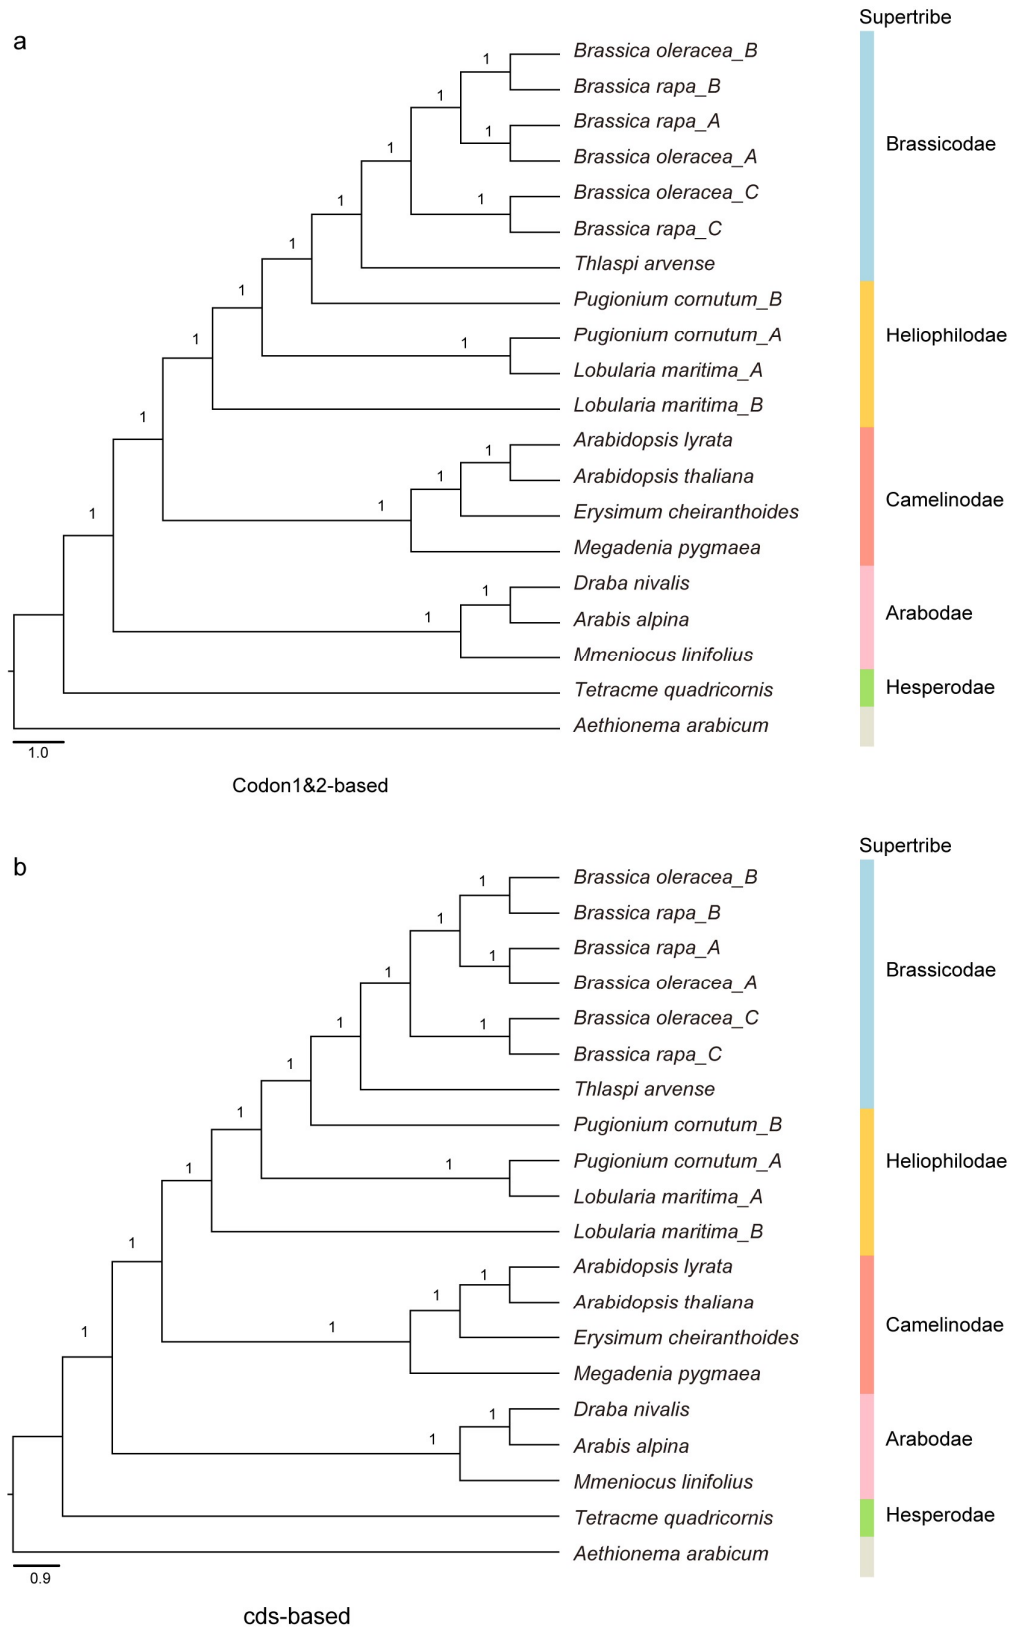 Supertribe
a
1
Brassica oleracea_B
1
Brassica rapa_B
1
Brassica rapa_A
1
Brassica oleracea_A
Brassicodae
1
Brassica oleracea_C
1
Brassica rapa_C
1
Thlaspi arvense
1
Pugionium cornutum_B
1
Pugionium cornutum_A
Heliophilodae
1
Lobularia maritima_A
1
Lobularia maritima_B
1
Arabidopsis lyrata
1
Arabidopsis thaliana
1
Erysimum cheiranthoides
Camelinodae
1
Megadenia pygmaea
1
Draba nivalis
1
Arabis alpina
Arabodae
1
Mmeniocus linifolius
Tetracme quadricornis
Hesperodae
Aethionema arabicum
1.0
Codon1&2-based
Supertribe
b
1
Brassica oleracea_B
1
Brassica rapa_B
1
Brassica rapa_A
1
Brassica oleracea_A
Brassicodae
1
Brassica oleracea_C
1
Brassica rapa_C
1
Thlaspi arvense
1
Pugionium cornutum_B
1
Pugionium cornutum_A
Heliophilodae
1
Lobularia maritima_A
1
Lobularia maritima_B
1
Arabidopsis lyrata
1
Arabidopsis thaliana
1
Erysimum cheiranthoides
Camelinodae
1
Megadenia pygmaea
1
Draba nivalis
1
Arabis alpina
Arabodae
1
Mmeniocus linifolius
Tetracme quadricornis
Hesperodae
Aethionema arabicum
0.9
cds-based